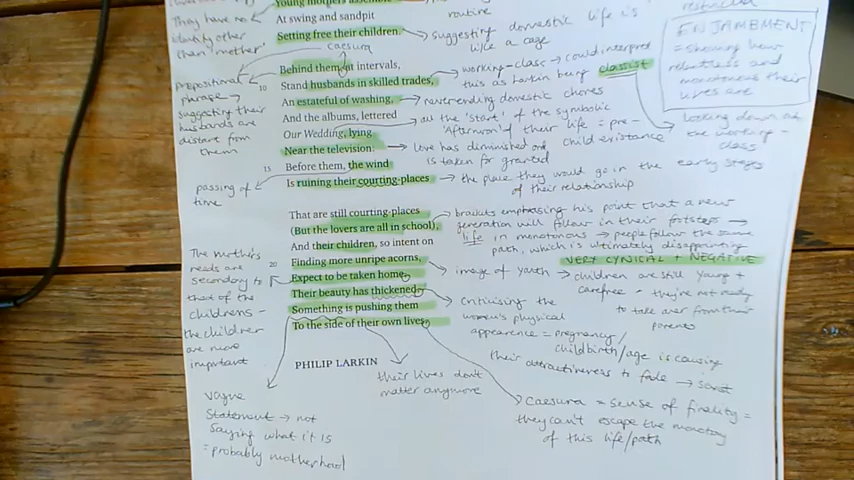 Young mothers assemble
At swing and sandpit
Setting free their children.
Behind them, at intervals,
10
Stand husbands in skilled trades,
An estateful of washing,
And the albums, lettered
Our Wedding, lying
Near the television:
15
Before them, the wind
Is ruining their courting-places
That are still courting-places
(But the lovers are all in school),
And their children, so intent on
20
Finding more unripe acorns,
Expect to be taken home.
Their beauty has thickened.
Something is pushing them
To the side of their own lives.
PHILIP LARKIN
They have no
identity other
than 'mother'
routine
suggesting domestic life is
like a cage
caesura
Prepositional
phrase →
suggesting their
husbands are
distant from
them
working-class → could interpret
this as Larkin being classist
domestic chores
all the 'start' of the symbolic
of their life = pre-
child existance
love has diminished and
is taken for granted
the place they would go in the early stages
of their relationship
passing of
time
ENJAMBMENT
= showing how
relentless and
monotonous their
lives are
looking down at
the working-
class
brackets emphasing his point that a new
generation will follow in their footsteps →
life is monotonous → people follow the same
path, which is ultimately disappointing
VERY CYNICAL + NEGATIVE
image of youth → children are still young +
carefree - they're not ready
to take over from their
parents
The mother's
needs are
secondary to
that of the
childrens -
the children
are more
important
critisising the
women's physical
appearence = pregnancy/
childbirth/age is causing
their attractiveness to fade → sexist
their lives don't
matter anymore
Caesura = sense of finality =
they can't escape the monotony
of this life/path
vague
statement → not
saying what it is
= probably motherhood